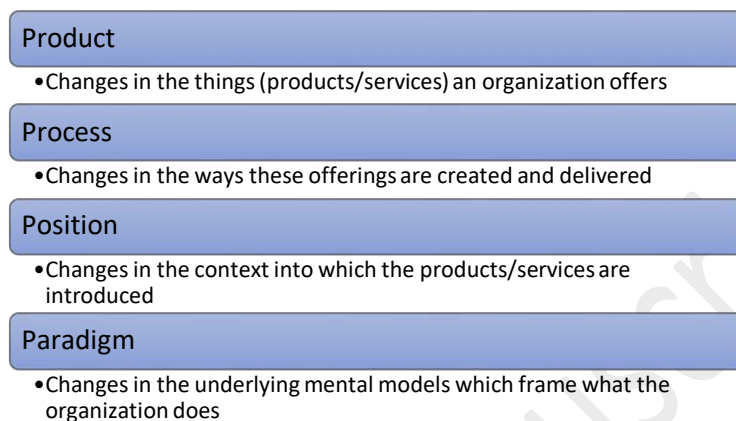 Product
•Changes in the things (products/services) an organization offers
Process
•Changes in the ways these offerings are created and delivered
Position
•Changes in the context into which the products/services are
introduced
Paradigm
•Changes in the underlying mental models which frame what the
organization does